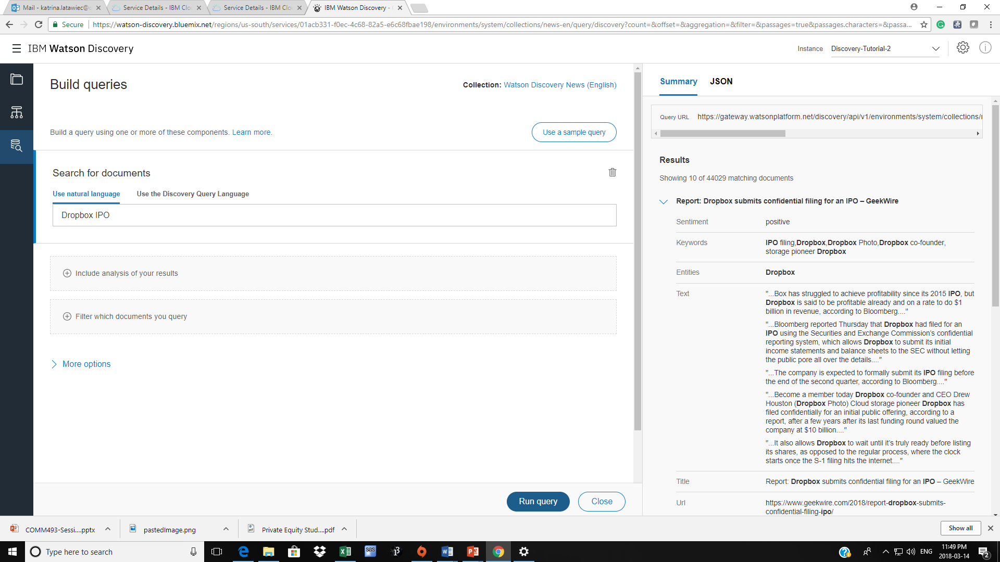 Mail - katrina.latawiec@
Service Details - IBM Clo
Service Details - IBM Clo
IBM Watson Discovery -
Secure
https://watson-discovery.bluemix.net/regions/us-south/services/01acb331-f0ec-4c68-82a5-e6c68fbae198/environments/system/collections/news-en/query/discovery?count=&offset=&aggregation=&filter=&passages=true&passages.characters=&passa...
IBM Watson Discovery
Instance
Discovery-Tutorial-2
Build queries
Collection: Watson Discovery News (English)
Build a query using one or more of these components. Learn more.
Use a sample query
Search for documents
Use natural language
Use the Discovery Query Language
Dropbox IPO
Include analysis of your results
Filter which documents you query
More options
Run query
Close
Summary
JSON
Query URL
https://gateway.watsonplatform.net/discovery/api/v1/environments/system/collections/
Results
Showing 10 of 44029 matching documents
Report: Dropbox submits confidential filing for an IPO – GeekWire
Sentiment
positive
Keywords
IPO filing,Dropbox,Dropbox Photo,Dropbox co-founder,
storage pioneer Dropbox
Entities
Dropbox
Text
"...Box has struggled to achieve profitability since its 2015 IPO, but
Dropbox is said to be profitable already and on a rate to do $1
billion in revenue, according to Bloomberg...."
"...Bloomberg reported Thursday that Dropbox had filed for an
IPO using the Securities and Exchange Commission's confidential
reporting system, which allows Dropbox to submit its initial
income statements and balance sheets to the SEC without letting
the public pore all over the details...."
"...The company is expected to formally submit its IPO filing before
the end of the second quarter, according to Bloomberg...."
"...Become a member today Dropbox co-founder and CEO Drew
Houston (Dropbox Photo) Cloud storage pioneer Dropbox has
filed confidentially for an initial public offering, according to a
report, after a few years after its last funding round valued the
company at $10 billion...."
"...It also allows Dropbox to wait until it's truly ready before listing
its shares, as opposed to the regular process, where the clock
starts once the S-1 filing hits the internet...."
Title
Report: Dropbox submits confidential filing for an IPO – GeekWire
Url
https://www.geekwire.com/2018/report-dropbox-submits-
confidential-filing-ipo/
COMM493-Sessi....pptx
pastedImage.png
Private Equity Stud....pdf
Show all
Type here to search
ENG
11:49 PM
2018-03-14
2